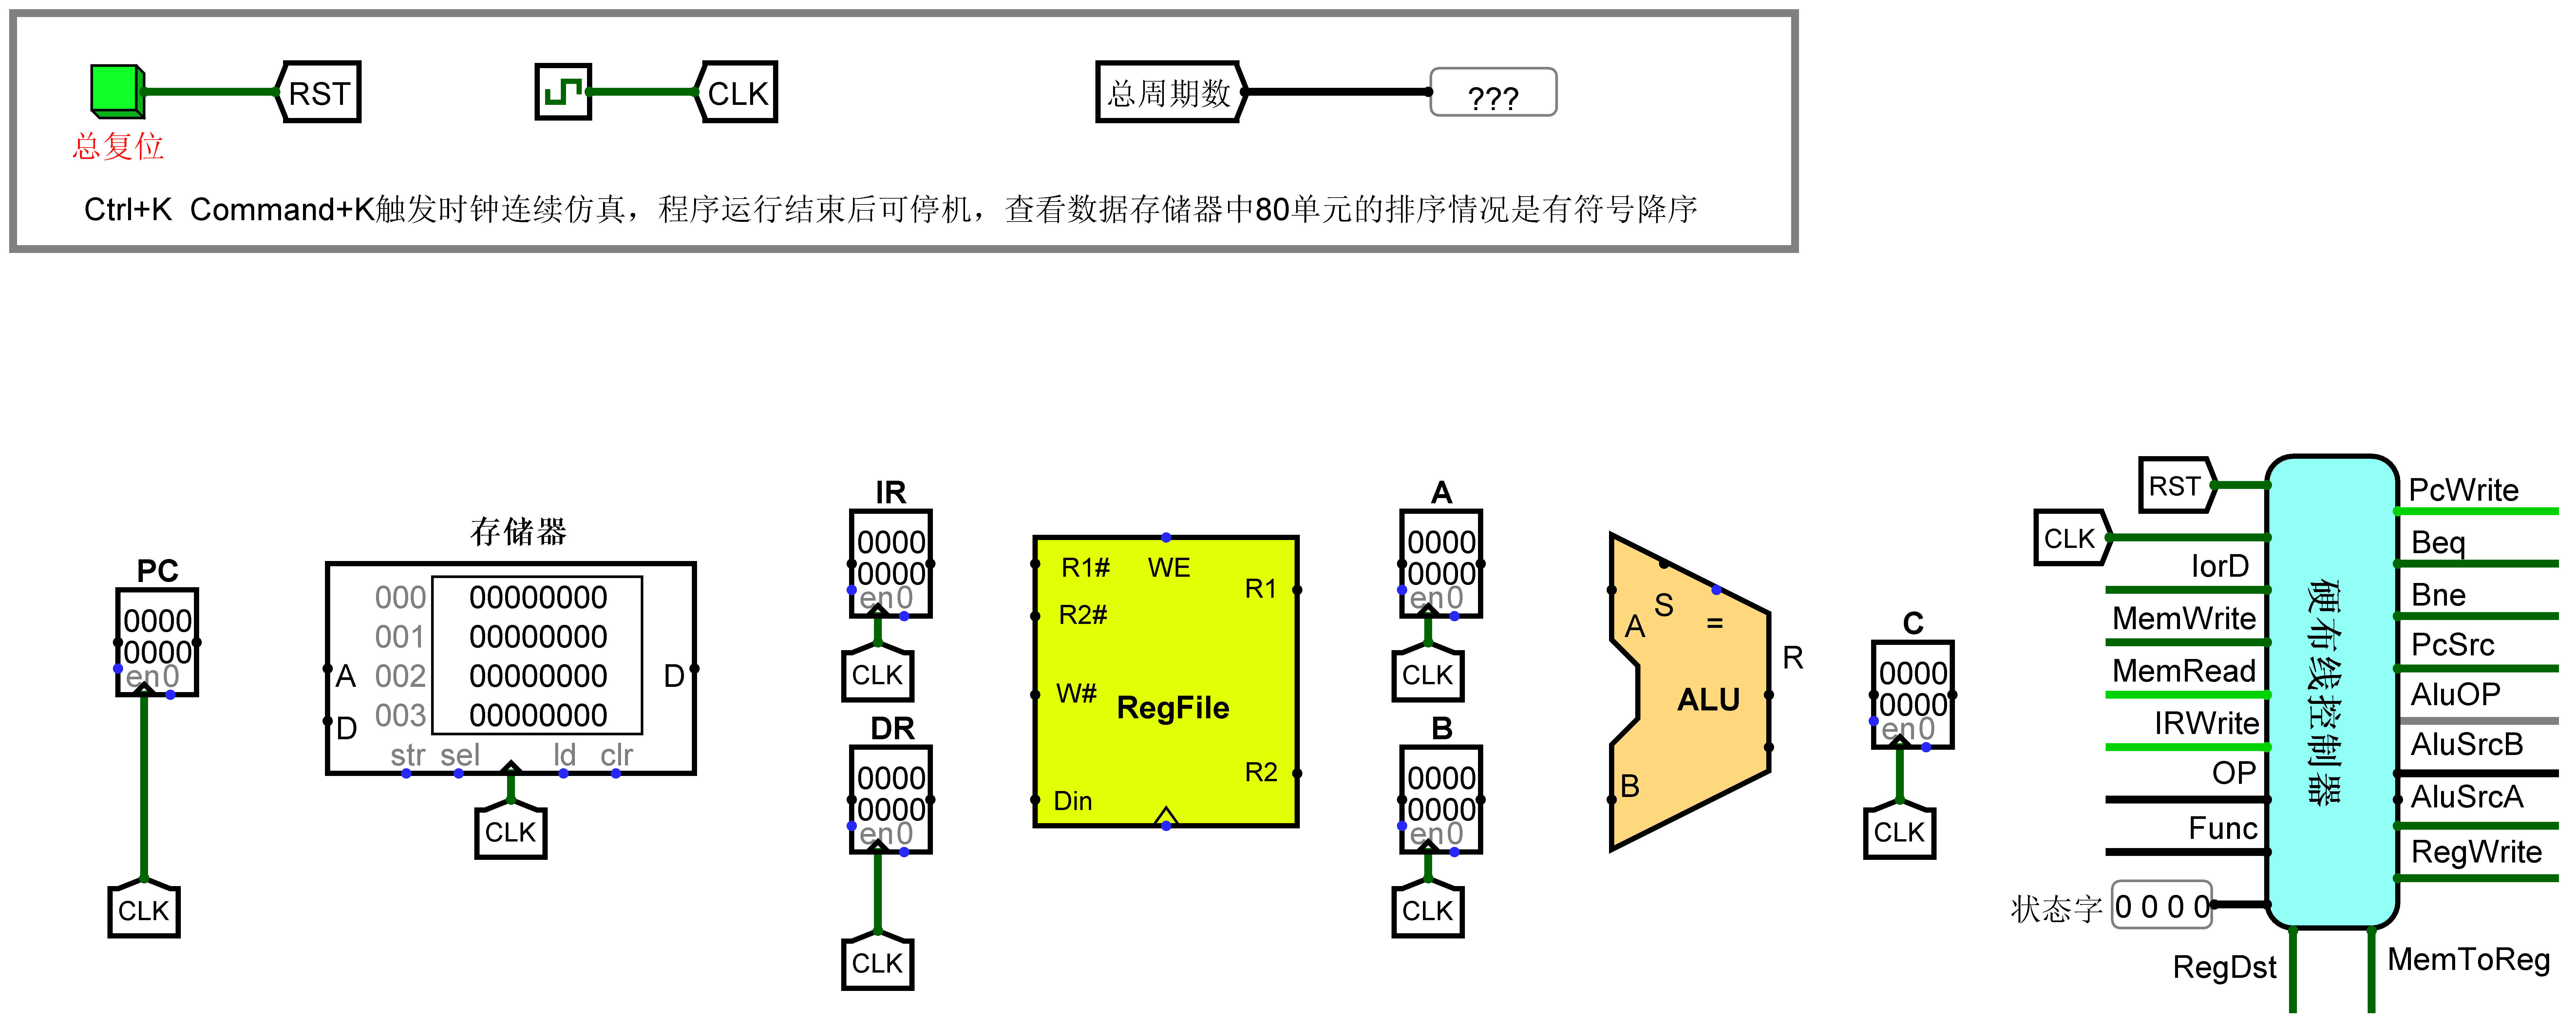 RST
CLK
总周期数
???
总复位
Ctrl+K Command+K触发时钟连续仿真，程序运行结束后可停机，查看数据存储器中80单元的排序情况是有符号降序
PC
0000
0000
en0
CLK
存储器
000 00000000
001 00000000
002 00000000
003 00000000
A
D
D
str sel ld clr
CLK
IR
0000
0000
en0
CLK
DR
0000
0000
en0
CLK
R1# WE R1
R2#
W#
RegFile
R2
Din
A
0000
0000
en0
CLK
B
0000
0000
en0
CLK
S
A =
R
ALU
B
C
0000
0000
en0
CLK
RST
CLK
IorD
MemWrite
MemRead
IRWrite
OP
Func
状态字 0000
硬布线控制器
PcWrite
Beq
Bne
PcSrc
AluOP
AluSrcB
AluSrcA
RegWrite
RegDst
MemToReg